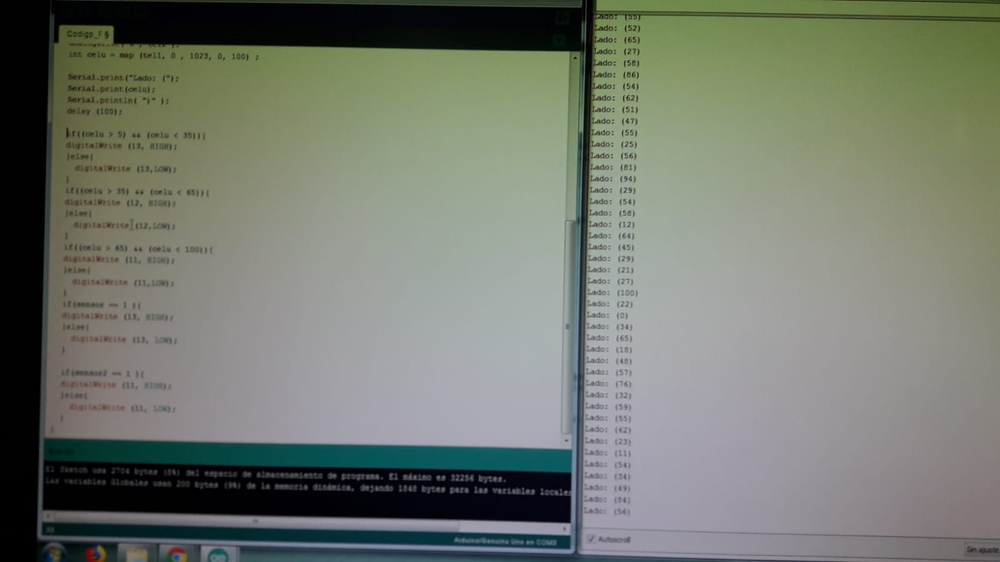 Codigo_F §
int celu = map (tell, 0 , 1023, 0, 100) ;
Serial.print("Lado: (");
Serial.print(celu);
Serial.println( ")" );
delay (100);
if((celu > 5) && (celu < 35)){
digitalWrite (13, HIGH);
}else{
digitalWrite (13,LOW);
}
if((celu > 35) && (celu < 65)){
digitalWrite (12, HIGH);
}else{
digitalWrite (12,LOW);
}
if((celu > 65) && (celu < 100)){
digitalWrite (11, HIGH);
}else{
digitalWrite (11,LOW);
}
if(sensor == 1 ){
digitalWrite (13, HIGH);
}else{
digitalWrite (13, LOW);
}
if(sensor2 == 1 ){
digitalWrite (11, HIGH);
}else{
digitalWrite (11, LOW);
}
}
El Sketch usa 2704 bytes (8%) del espacio de almacenamiento de programa. El máximo es 32256 bytes.
Las variables Globales usan 200 bytes (9%) de la memoria dinámica, dejando 1848 bytes para las variables locales
Arduino/Genuino Uno en COM3
Lado: (55)
Lado: (52)
Lado: (65)
Lado: (27)
Lado: (58)
Lado: (86)
Lado: (54)
Lado: (62)
Lado: (51)
Lado: (47)
Lado: (55)
Lado: (25)
Lado: (56)
Lado: (81)
Lado: (94)
Lado: (29)
Lado: (54)
Lado: (58)
Lado: (12)
Lado: (64)
Lado: (45)
Lado: (29)
Lado: (21)
Lado: (27)
Lado: (100)
Lado: (22)
Lado: (0)
Lado: (34)
Lado: (65)
Lado: (18)
Lado: (48)
Lado: (57)
Lado: (76)
Lado: (32)
Lado: (59)
Lado: (55)
Lado: (62)
Lado: (23)
Lado: (11)
Lado: (54)
Lado: (34)
Lado: (49)
Lado: (84)
Lado: (56)
Autoscroll
Sin ajuste